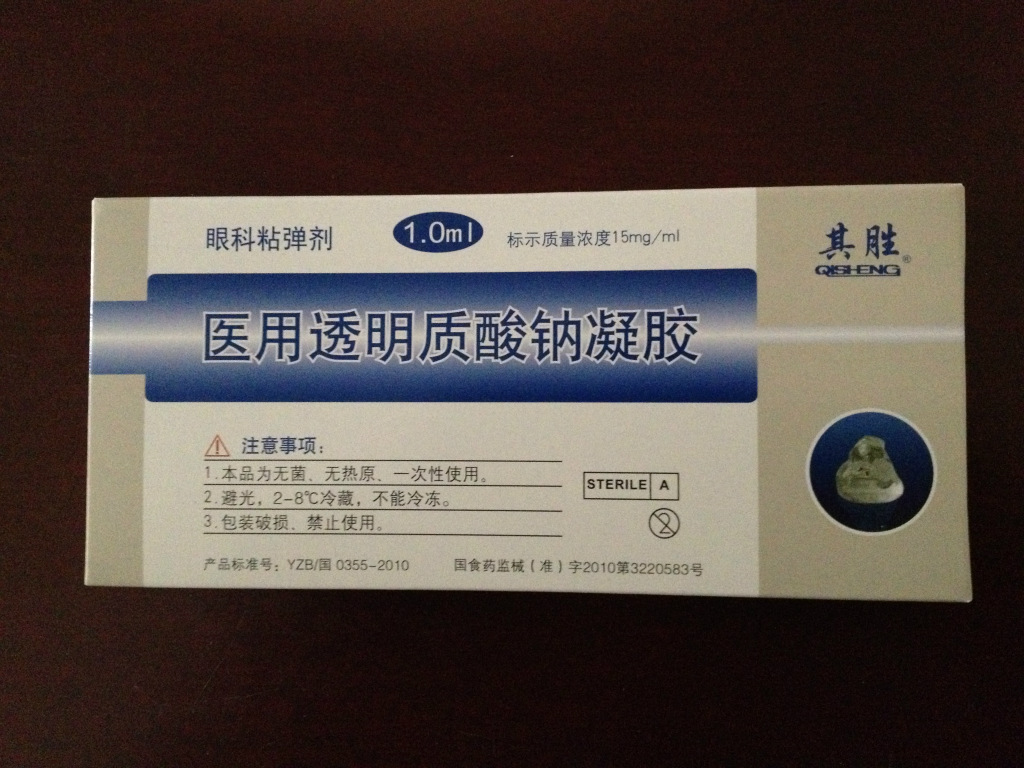 眼科粘弹剂 1.0ml 标示质量浓度15mg/ml
其胜®
QISHENG
医用透明质酸钠凝胶
注意事项：
1.本品为无菌、无热原、一次性使用。
2.避光，2-8℃冷藏，不能冷冻。
3.包装破损、禁止使用。
STERILE A
2
产品标准号：YZB/国 0355-2010 国食药监械（准）字2010第3220583号